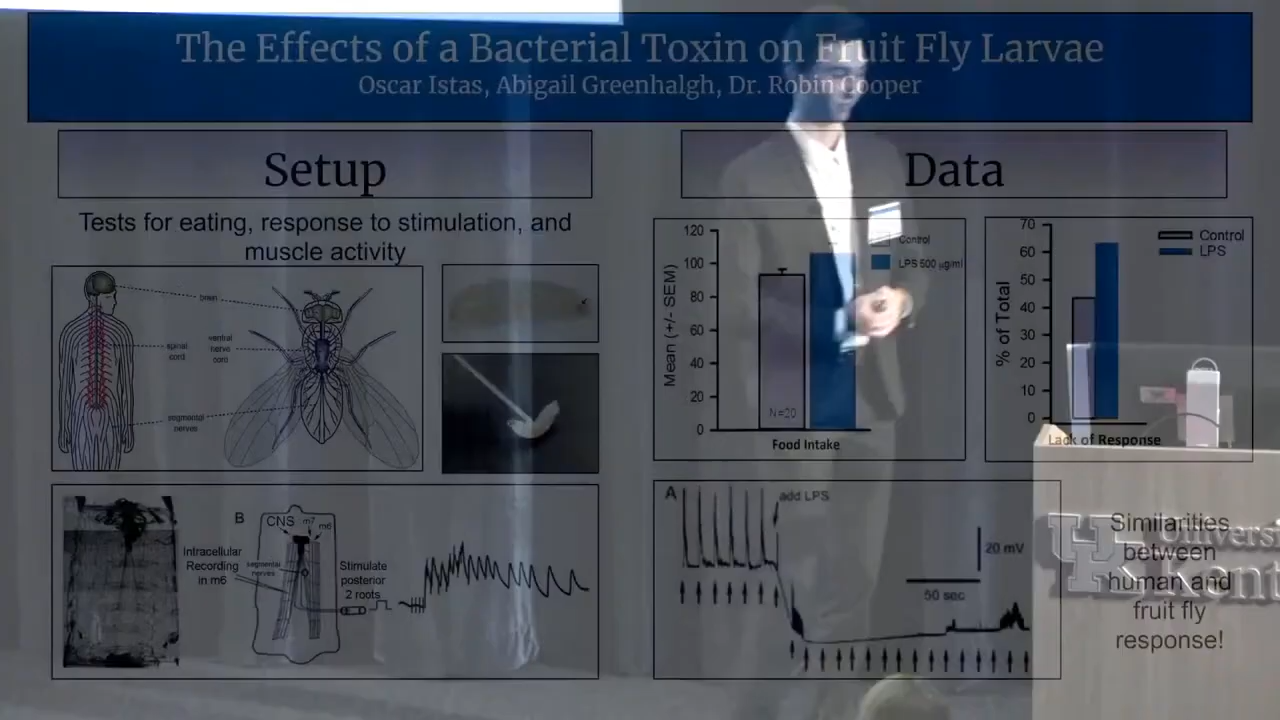 The Effects of a Bacterial Toxin on Fruit Fly Larvae
Oscar Istas, Abigail Greenhalgh, Dr. Robin Cooper
Setup
Tests for eating, response to stimulation, and
muscle activity
brain
spinal
cord
ventral
nerve
cord
segmental
nerves
B
CNS
m7
m6
Intracellular
Recording
in m6
segmental
nerves
Stimulate
posterior
2 roots
Data
Mean (+/- SEM)
120
100
80
60
40
20
0
Control
LPS 500 µg/ml
N=20
Food Intake
% of Total
70
60
50
40
30
20
10
0
Control
LPS
Lack of Response
A
add LPS
20 mV
50 sec
Similarities
between
human and
fruit fly
response!
UK